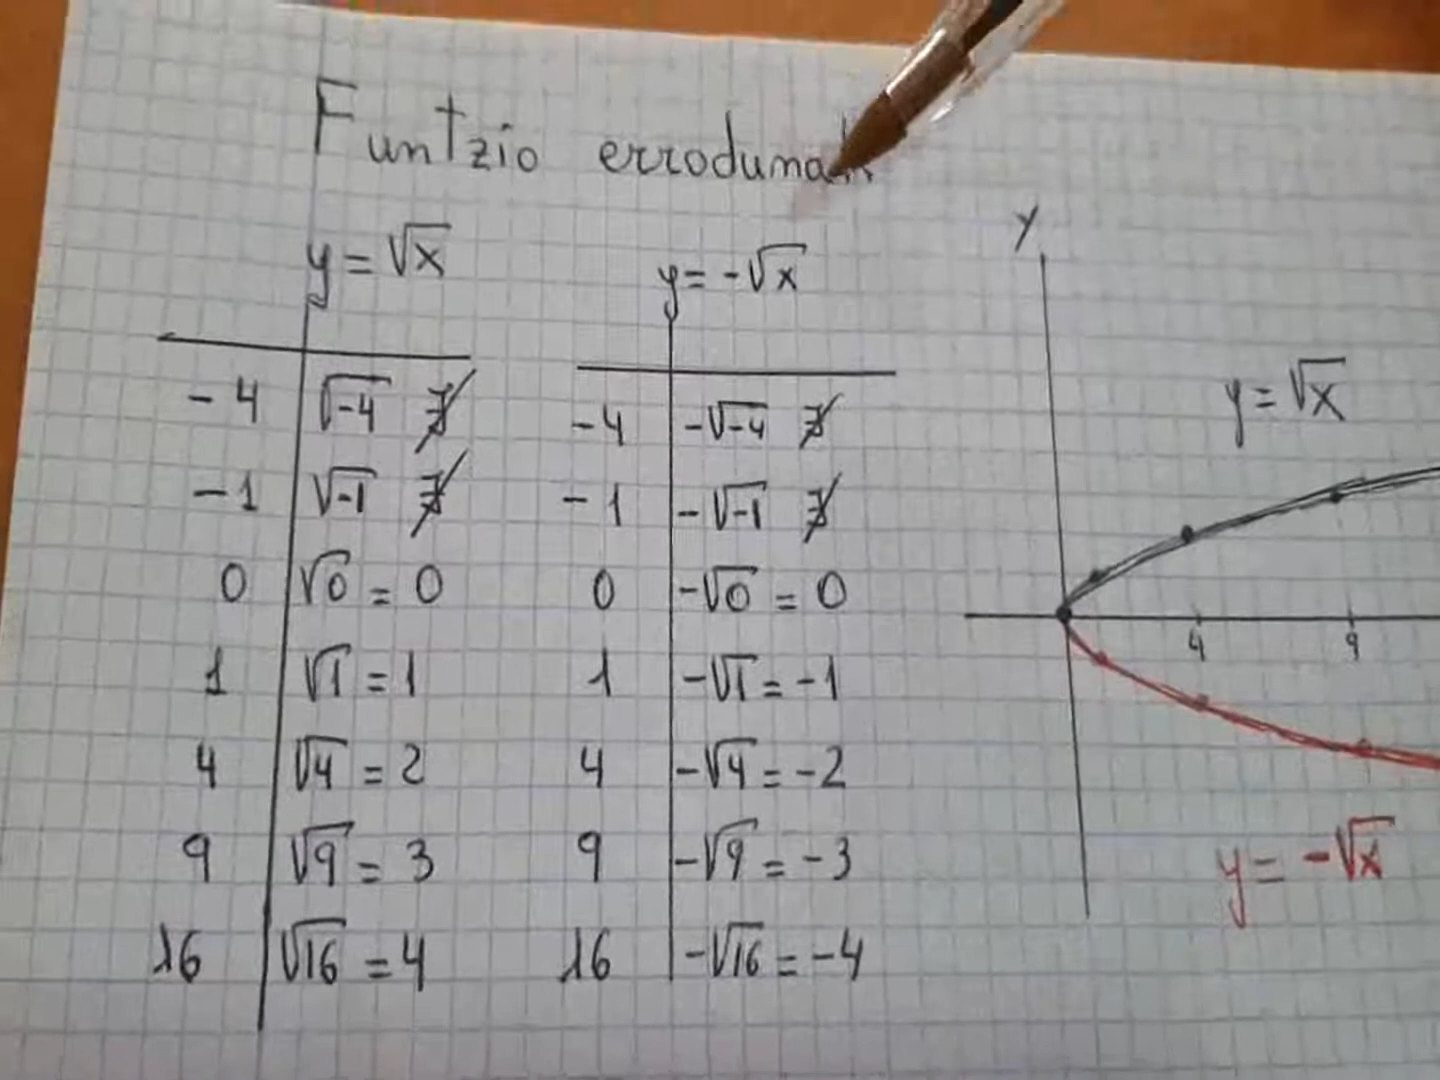 Funtzio
y = √x
-4 √-4 ∄
-1 √-1 ∄
0 √0 = 0
1 √1 = 1
4 √4 = 2
9 √9 = 3
16 √16 = 4
y = -√x
-4 -√-4 ∄
-1 -√-1 ∄
0 -√0 = 0
1 -√1 = -1
4 -√4 = -2
9 -√9 = -3
16 -√16 = -4
y
y = √x
4 9
y = -√x